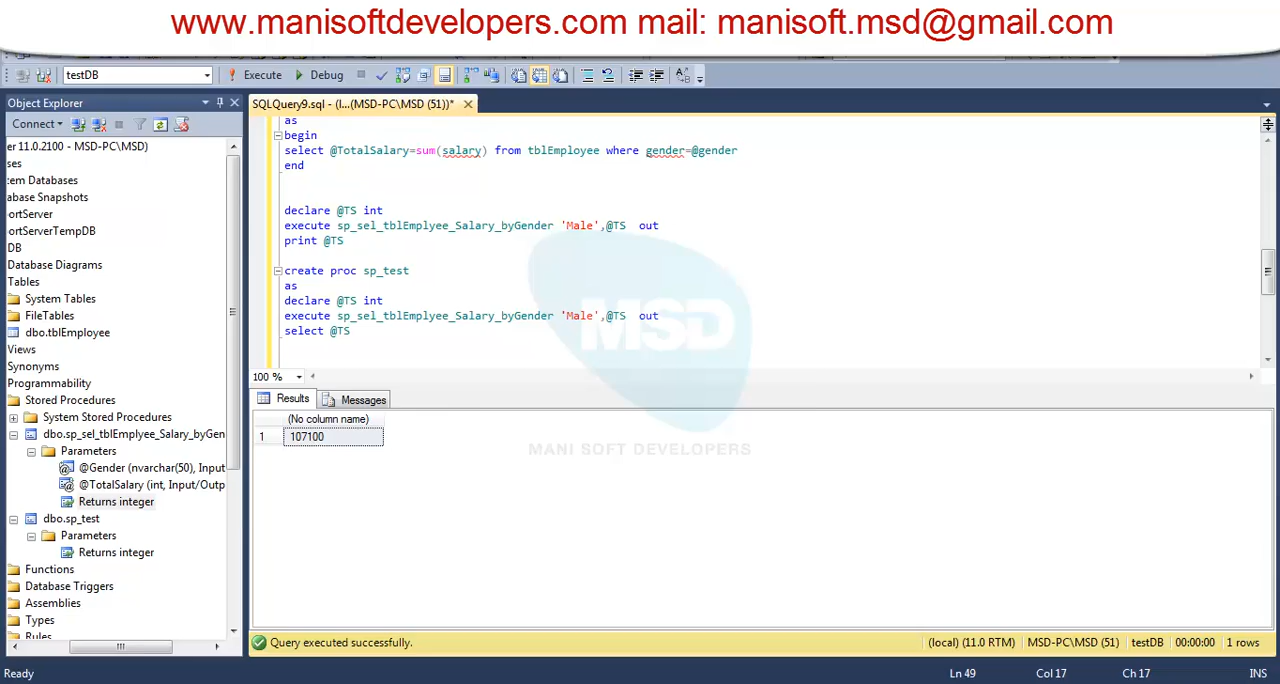 www.manisoftdevelopers.com mail: manisoft.msd@gmail.com
testDB
Execute
Debug
Object Explorer
SQLQuery9.sql - (l...(MSD-PC\MSD (51))*
Connect
er 11.0.2100 - MSD-PC\MSD)
ses
tem Databases
abase Snapshots
ortServer
ortServerTempDB
DB
Database Diagrams
Tables
System Tables
FileTables
dbo.tblEmployee
Views
Synonyms
Programmability
Stored Procedures
System Stored Procedures
dbo.sp_sel_tblEmplyee_Salary_byGen
Parameters
@Gender (nvarchar(50), Input
@TotalSalary (int, Input/Outp
Returns integer
dbo.sp_test
Parameters
Returns integer
Functions
Database Triggers
Assemblies
Types
Rules
as
begin
select @TotalSalary=sum(salary) from tblEmployee where gender=@gender
end
declare @TS int
execute sp_sel_tblEmplyee_Salary_byGender 'Male',@TS out
print @TS
create proc sp_test
as
declare @TS int
execute sp_sel_tblEmplyee_Salary_byGender 'Male',@TS out
select @TS
MSD
MANI SOFT DEVELOPERS
100 %
Results
Messages
(No column name)
1 107100
Query executed successfully.
(local) (11.0 RTM)
MSD-PC\MSD (51)
testDB
00:00:00
1 rows
Ready
Ln 49
Col 17
Ch 17
INS